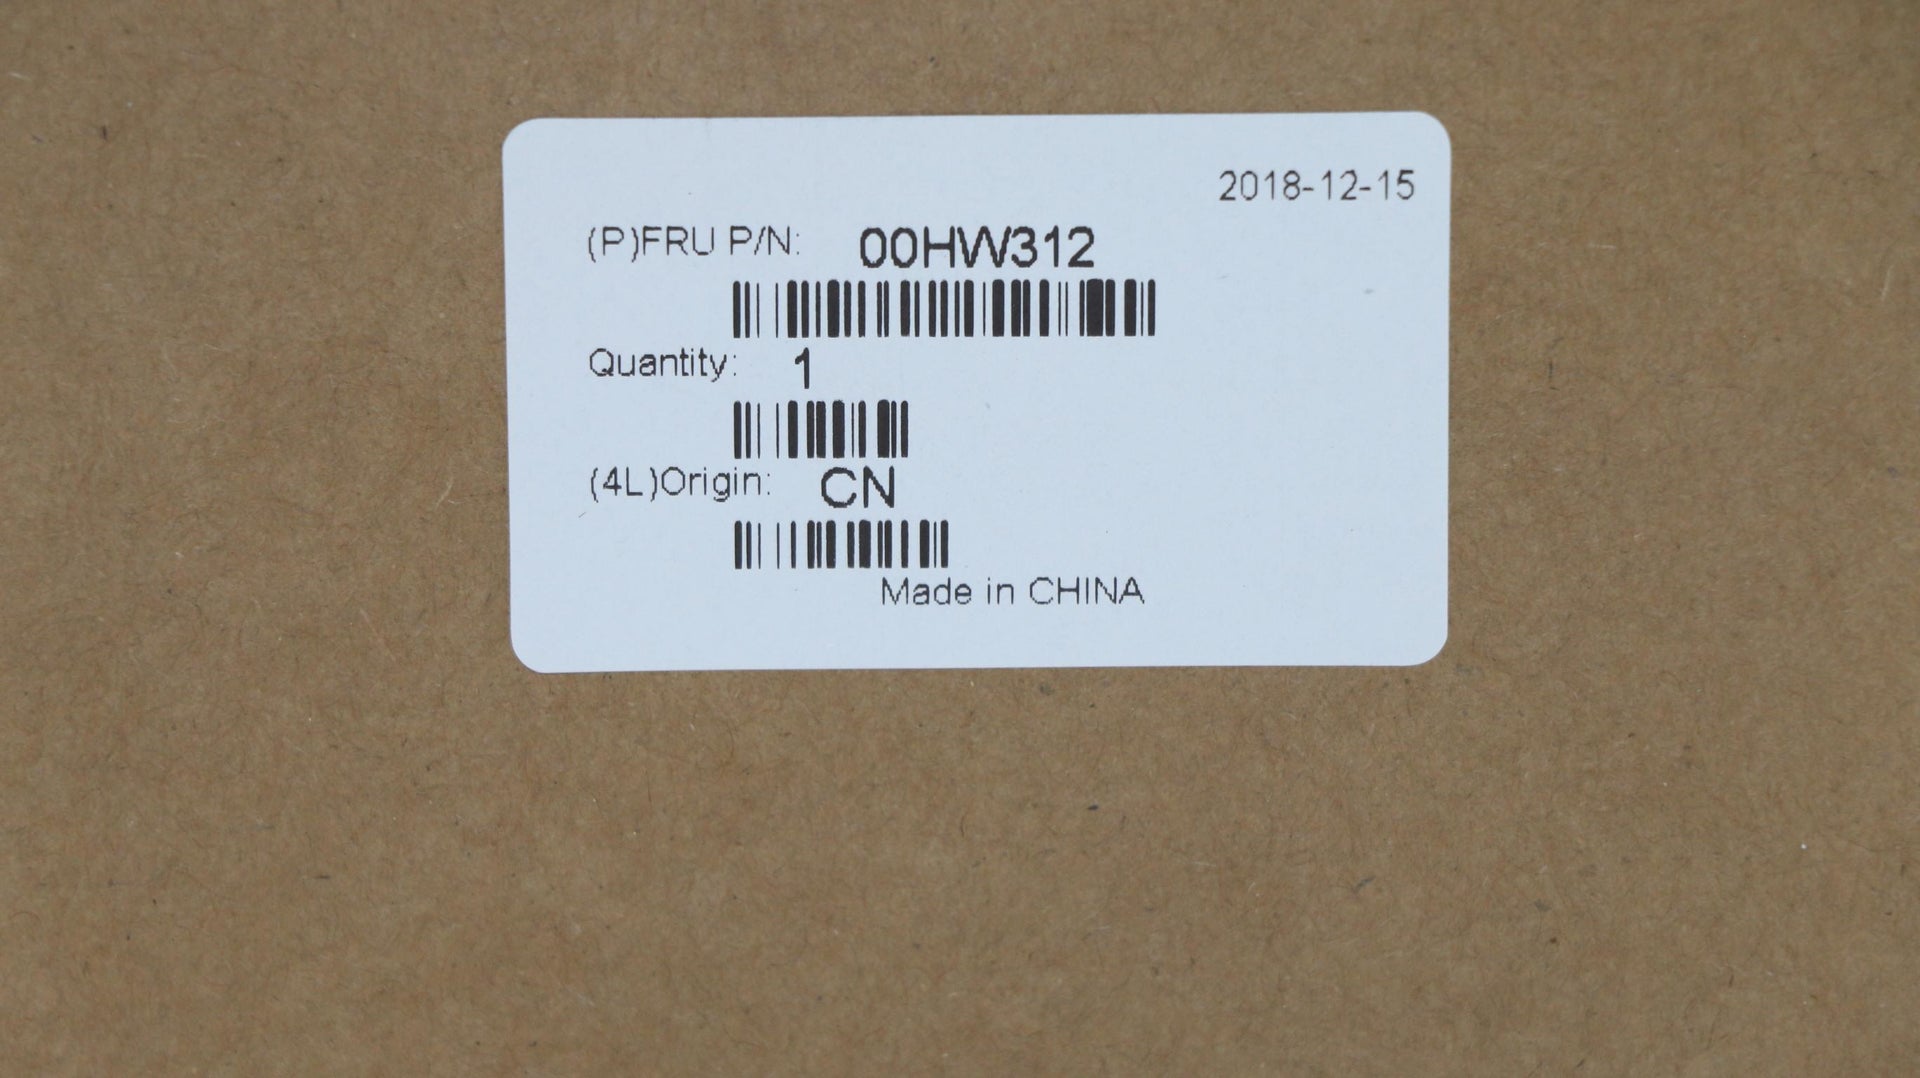 2018-12-15
(P)FRU P/N: 00HW312
Quantity: 1
(4L)Origin: CN
Made in CHINA